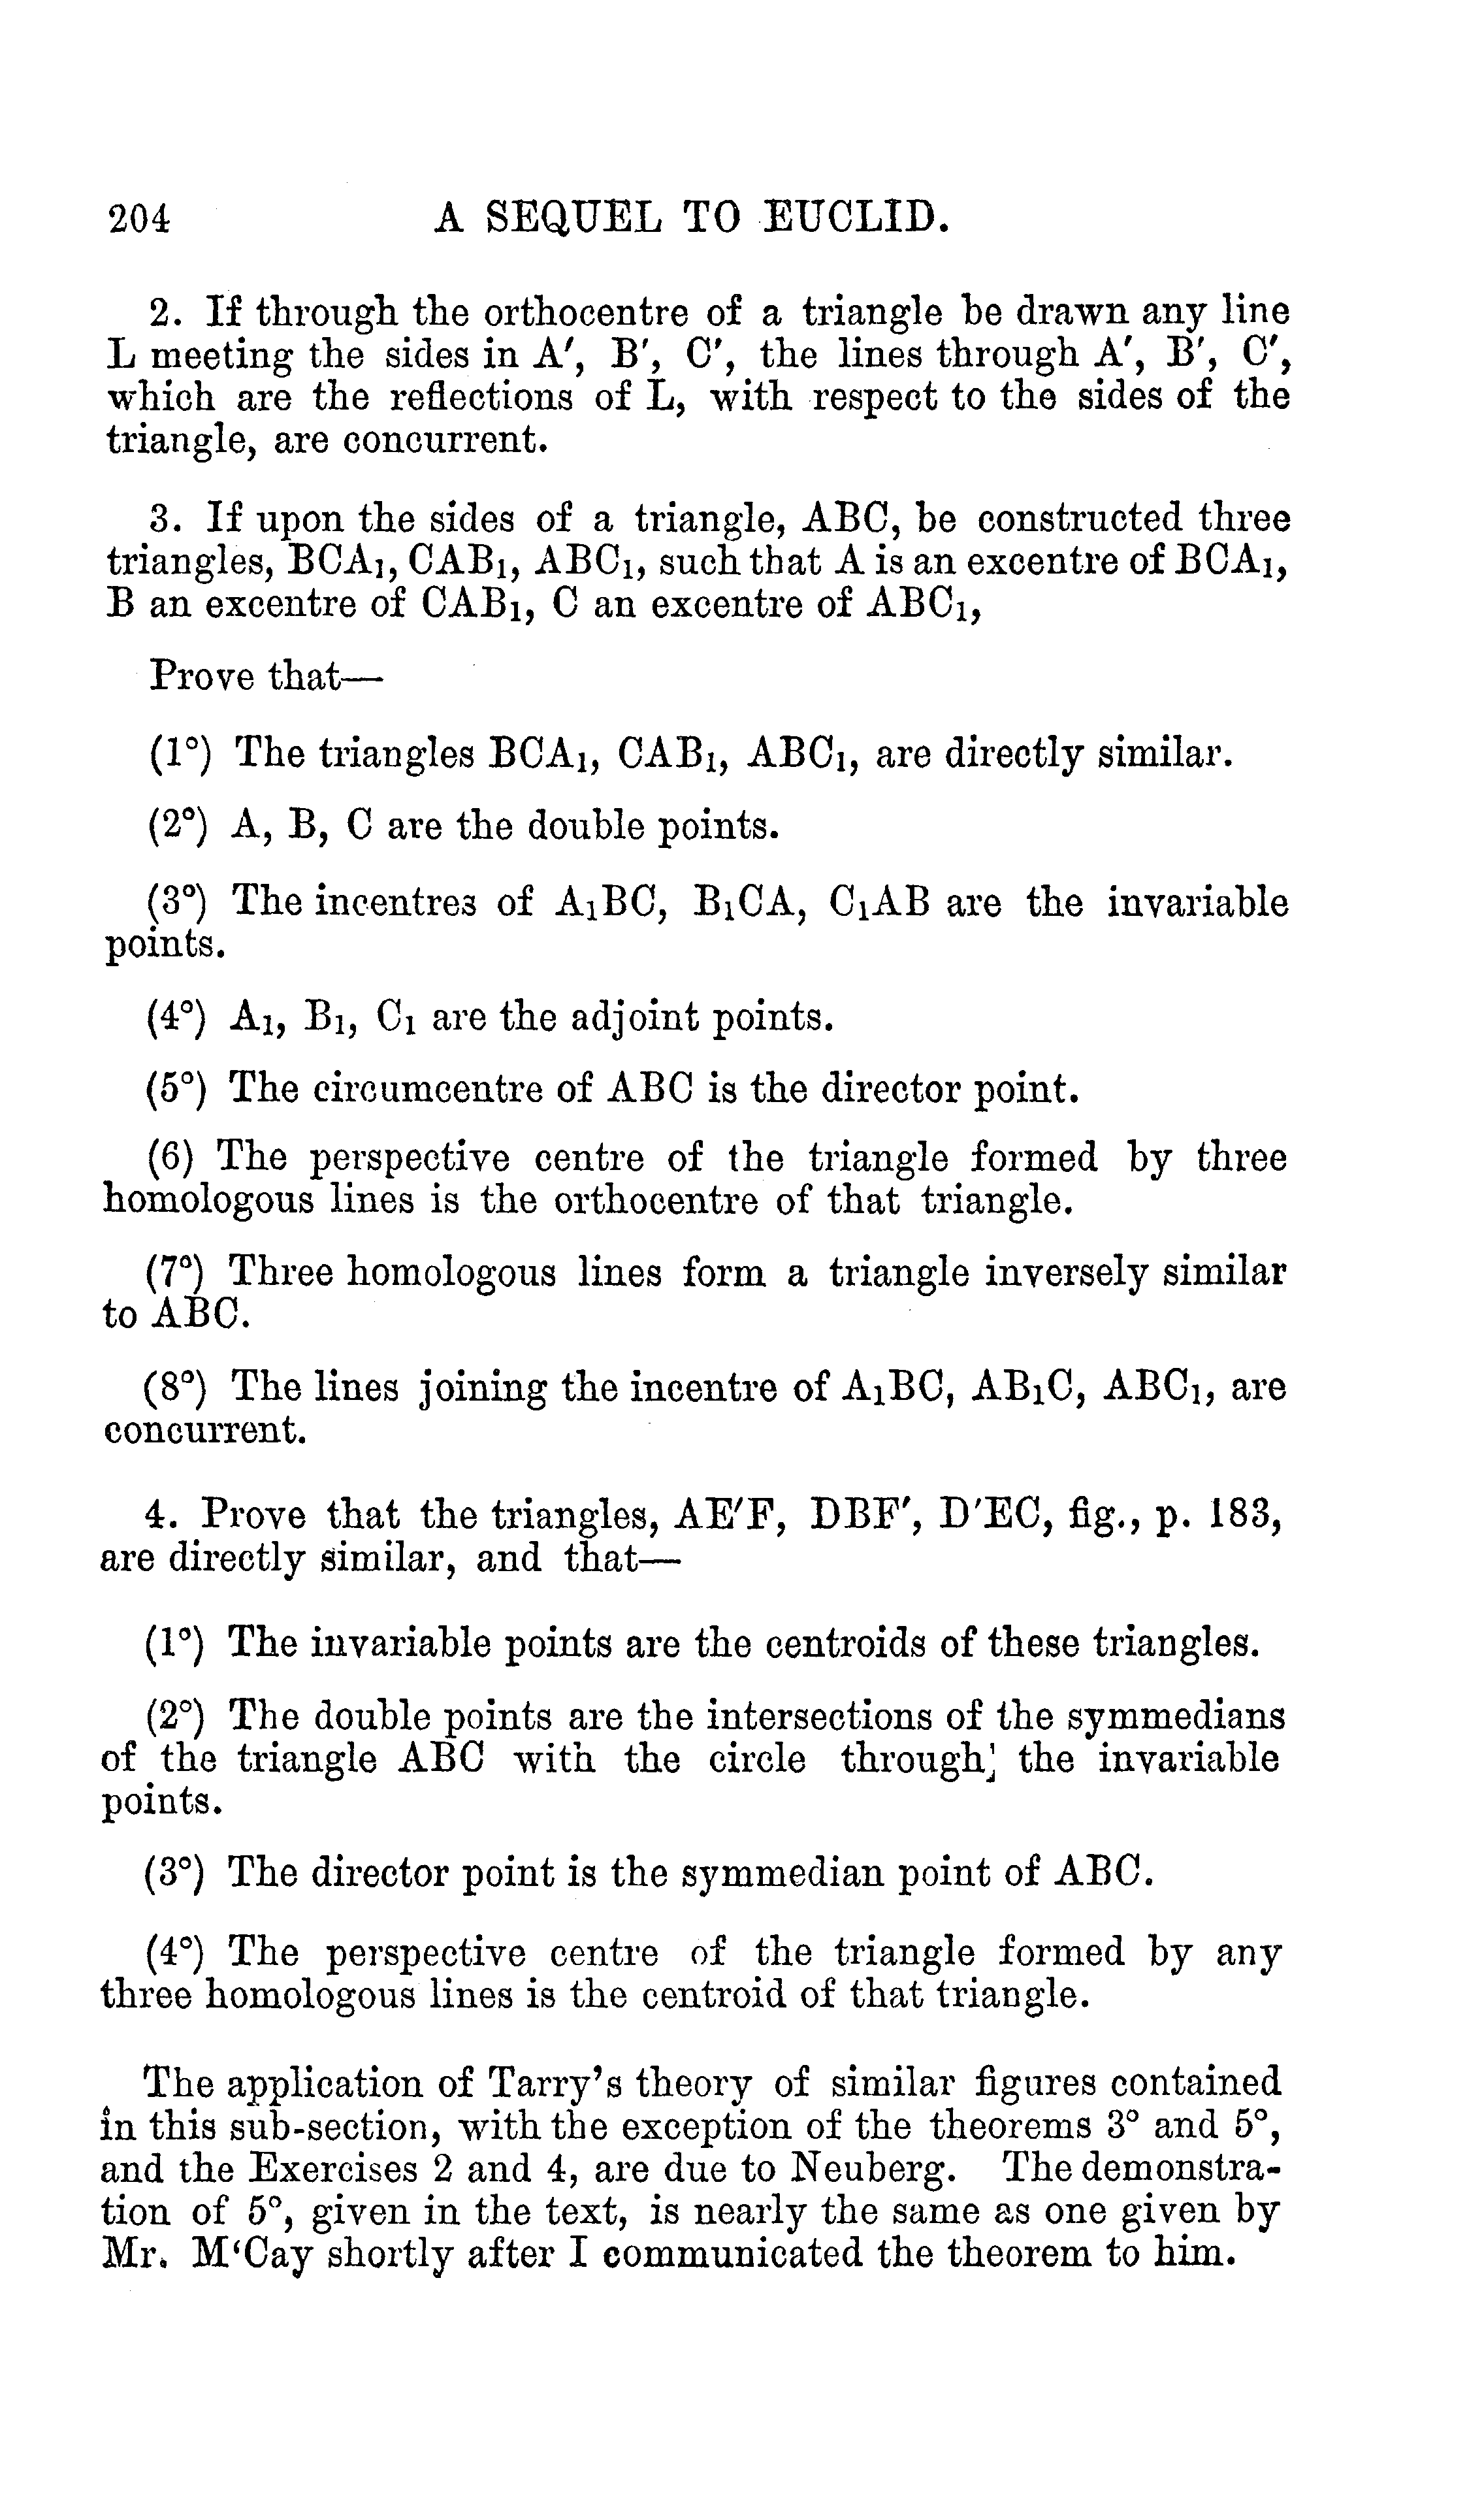 204 A SEQUEL TO EUCLID.
2. If through the orthocentre of a triangle be drawn any line
L meeting the sides in A′, B′, C′, the lines through A′, B′, C′,
which are the reflections of L, with respect to the sides of the
triangle, are concurrent.
3. If upon the sides of a triangle, ABC, be constructed three
triangles, BCA₁, CAB₁, ABC₁, such that A is an excentre of BCA₁,
B an excentre of CAB₁, C an excentre of ABC₁,
Prove that—
(1°) The triangles BCA₁, CAB₁, ABC₁, are directly similar.
(2°) A, B, C are the double points.
(3°) The incentres of A₁BC, B₁CA, C₁AB are the invariable
points.
(4°) A₁, B₁, C₁ are the adjoint points.
(5°) The circumcentre of ABC is the director point.
(6) The perspective centre of the triangle formed by three
homologous lines is the orthocentre of that triangle.
(7°) Three homologous lines form a triangle inversely similar
to ABC.
(8°) The lines joining the incentre of A₁BC, AB₁C, ABC₁, are
concurrent.
4. Prove that the triangles, AE′F, DBF′, D′EC, fig., p. 183,
are directly similar, and that—
(1°) The invariable points are the centroids of these triangles.
(2°) The double points are the intersections of the symmedians
of the triangle ABC with the circle through; the invariable
points.
(3°) The director point is the symmedian point of ABC.
(4°) The perspective centre of the triangle formed by any
three homologous lines is the centroid of that triangle.
The application of Tarry's theory of similar figures contained
in this sub-section, with the exception of the theorems 3° and 5°,
and the Exercises 2 and 4, are due to Neuberg. The demonstra-
tion of 5°, given in the text, is nearly the same as one given by
Mr. M‘Cay shortly after I communicated the theorem to him.